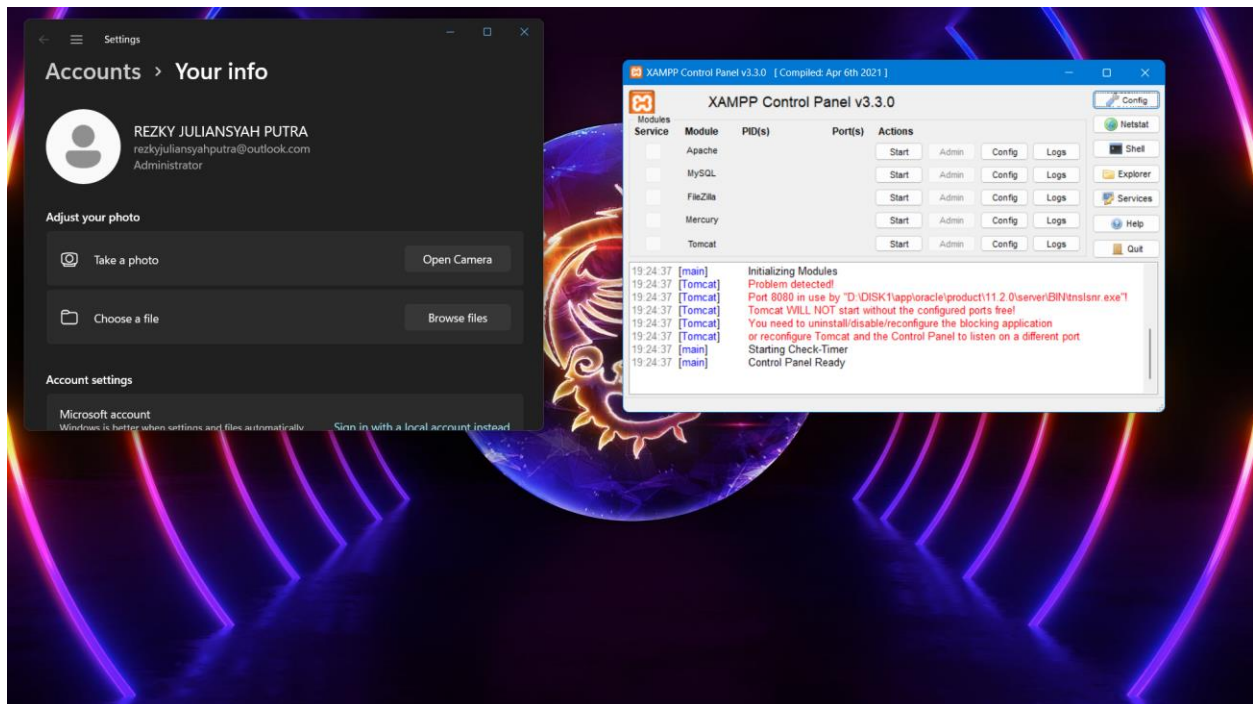 Settings
Accounts > Your info
REZKY JULIANSYAH PUTRA
rezkyjuliansyahputra@outlook.com
Administrator
Adjust your photo
Take a photo
Open Camera
Choose a file
Browse files
Account settings
Microsoft account
Windows is better when settings and files automatically
Sign in with a local account instead
XAMPP Control Panel v3.3.0 [ Compiled: Apr 6th 2021 ]
XAMPP Control Panel v3.3.0
Config
Modules
Service Module PID(s) Port(s) Actions
Netstat
Apache Start Admin Config Logs
Shell
MySQL Start Admin Config Logs
Explorer
FileZilla Start Admin Config Logs
Services
Mercury Start Admin Config Logs
Help
Tomcat Start Admin Config Logs
Quit
19:24:37 [main] Initializing Modules
19:24:37 [Tomcat] Problem detected!
19:24:37 [Tomcat] Port 8080 in use by "D:\DISK1\app\oracle\product\11.2.0\server\BIN\tnslsnr.exe"!
19:24:37 [Tomcat] Tomcat WILL NOT start without the configured ports free!
19:24:37 [Tomcat] You need to uninstall/disable/reconfigure the blocking application
19:24:37 [Tomcat] or reconfigure Tomcat and the Control Panel to listen on a different port
19:24:37 [main] Starting Check-Timer
19:24:37 [main] Control Panel Ready